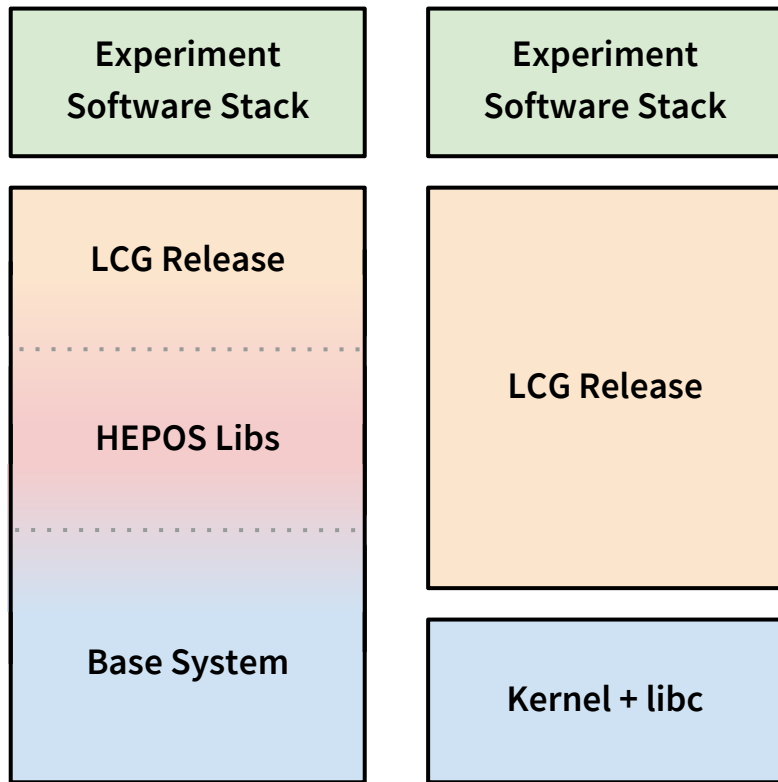 Experiment
Software Stack
LCG Release
HEPOS Libs
Base System
Experiment
Software Stack
LCG Release
Kernel + libc